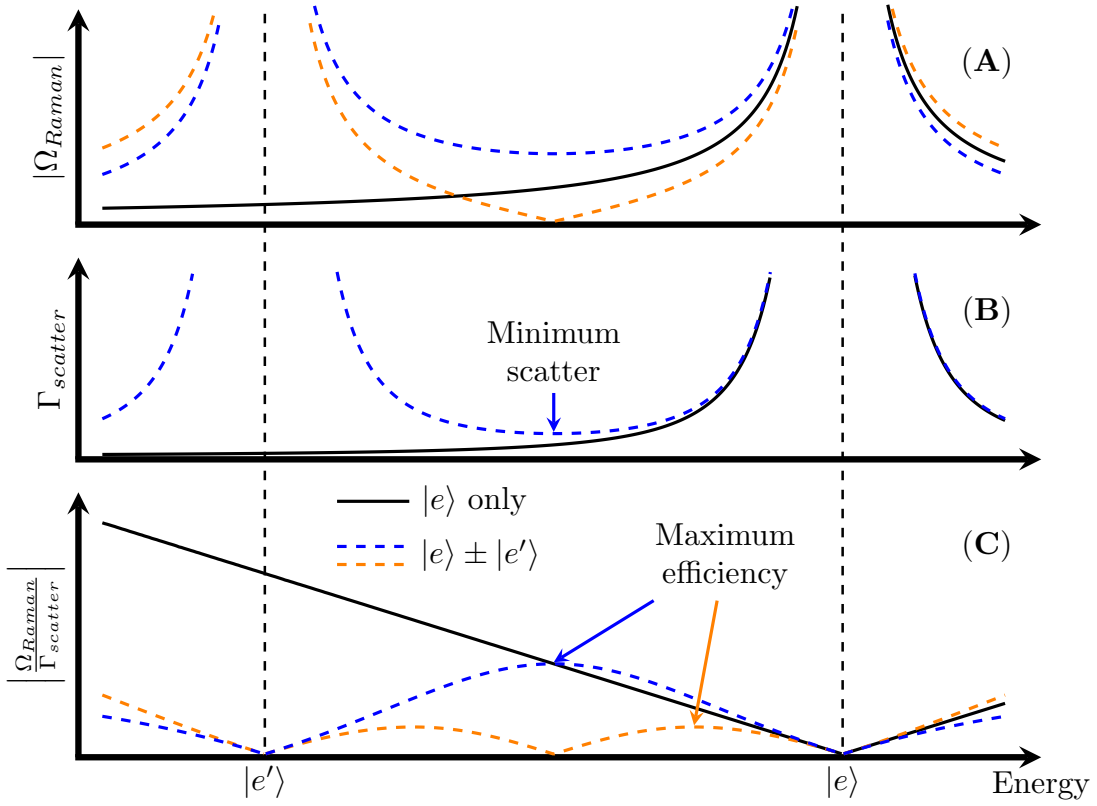 |Ω_Raman|
(A)
Γ_scatter
(B)
Minimum
scatter
|Ω_Raman / Γ_scatter|
(C)
|e⟩ only
|e⟩ ± |e′⟩
Maximum
efficiency
|e′⟩
|e⟩
Energy